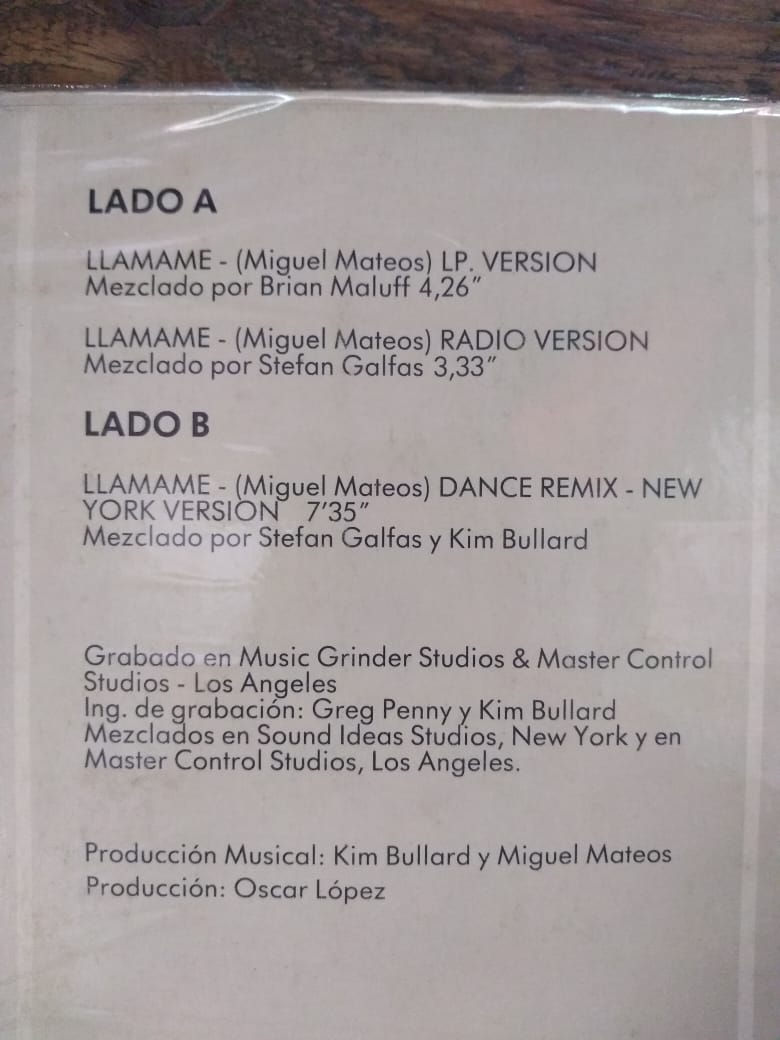 LADO A
LLAMAME - (Miguel Mateos) LP. VERSION
Mezclado por Brian Maluff 4,26”
LLAMAME - (Miguel Mateos) RADIO VERSION
Mezclado por Stefan Galfas 3,33”
LADO B
LLAMAME - (Miguel Mateos) DANCE REMIX - NEW
YORK VERSION 7’35”
Mezclado por Stefan Galfas y Kim Bullard
Grabado en Music Grinder Studios & Master Control
Studios - Los Angeles
Ing. de grabación: Greg Penny y Kim Bullard
Mezclados en Sound Ideas Studios, New York y en
Master Control Studios, Los Angeles.
Producción Musical: Kim Bullard y Miguel Mateos
Producción: Oscar López